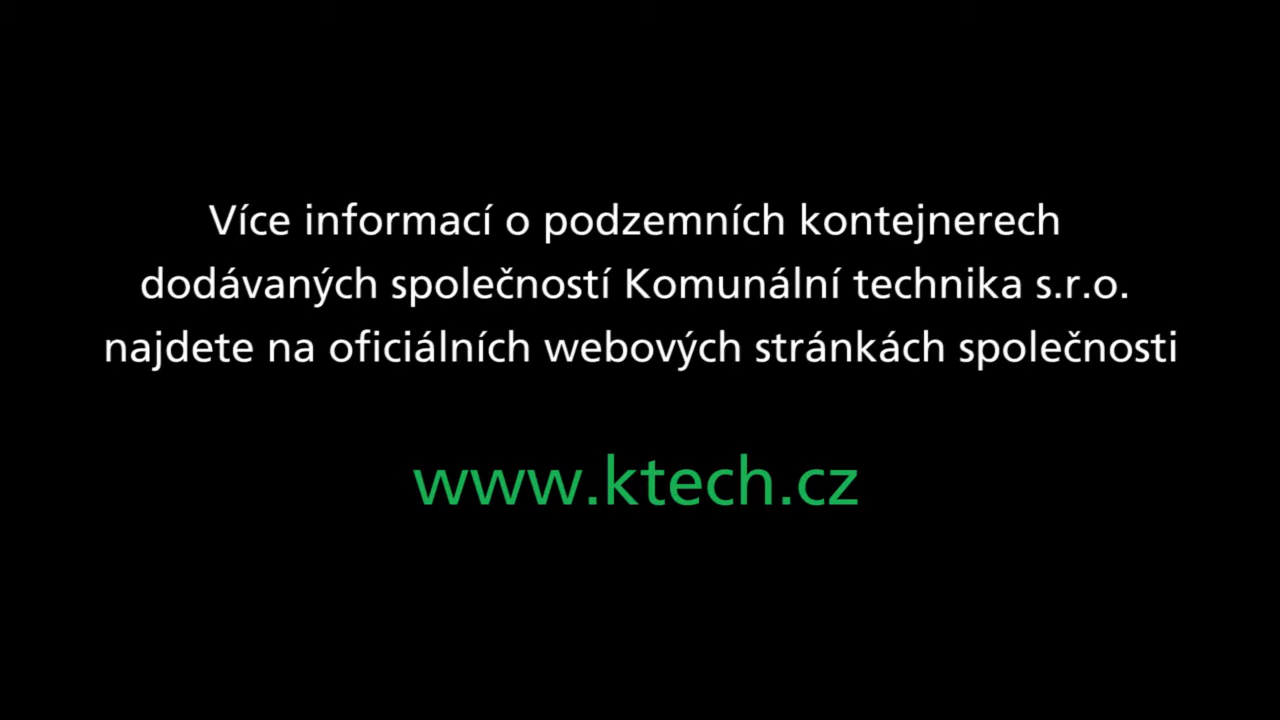 Více informací o podzemních kontejnerech
dodávaných společností Komunální technika s.r.o.
najdete na oficiálních webových stránkách společnosti
www.ktech.cz